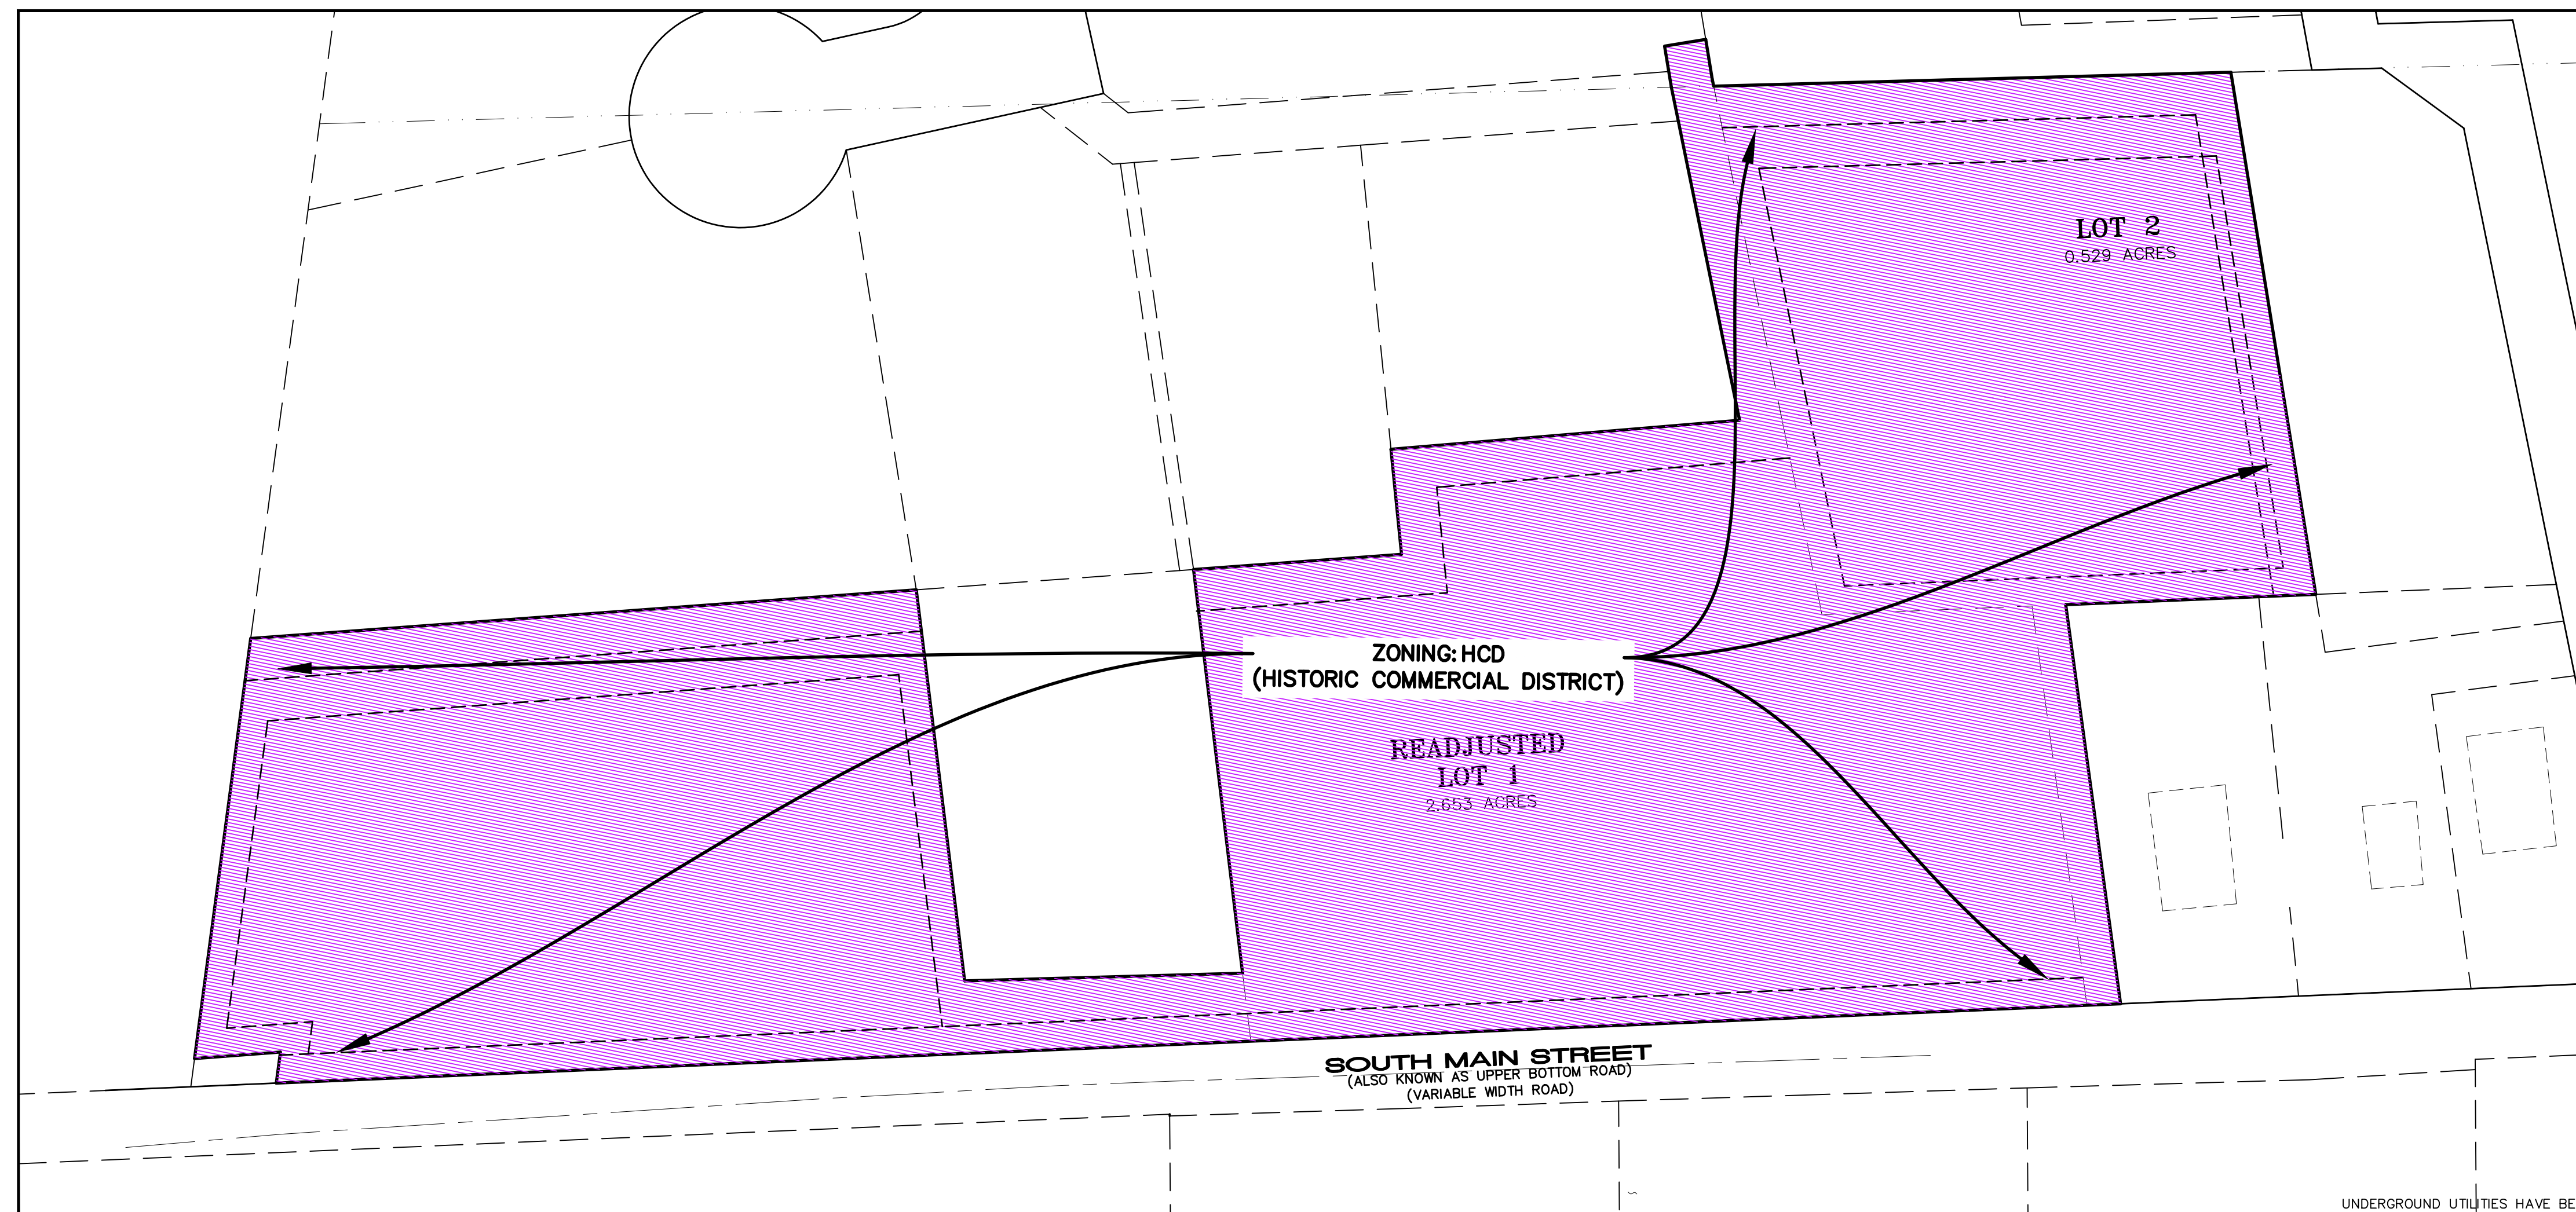 LOT 2
0.529 ACRES
ZONING: HCD
(HISTORIC COMMERCIAL DISTRICT)
READJUSTED
LOT 1
2.653 ACRES
SOUTH MAIN STREET
(ALSO KNOWN AS UPPER BOTTOM ROAD)
(VARIABLE WIDTH ROAD)
UNDERGROUND UTILITIES HAVE BE